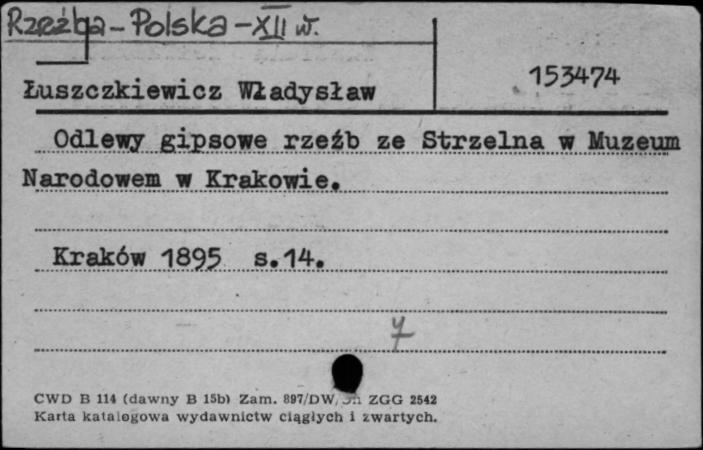 Rzeźba - Polska - XII w.
153474
Łuszczkiewicz Władysław
Odlewy gipsowe rzeźb ze Strzelna w Muzeum
Narodowem w Krakowie.
Kraków 1895 s.14.
CWD B 114 (dawny B 15b) Zam. 897/DW ZGG 2542
Karta katalogowa wydawnictw ciągłych i zwartych.